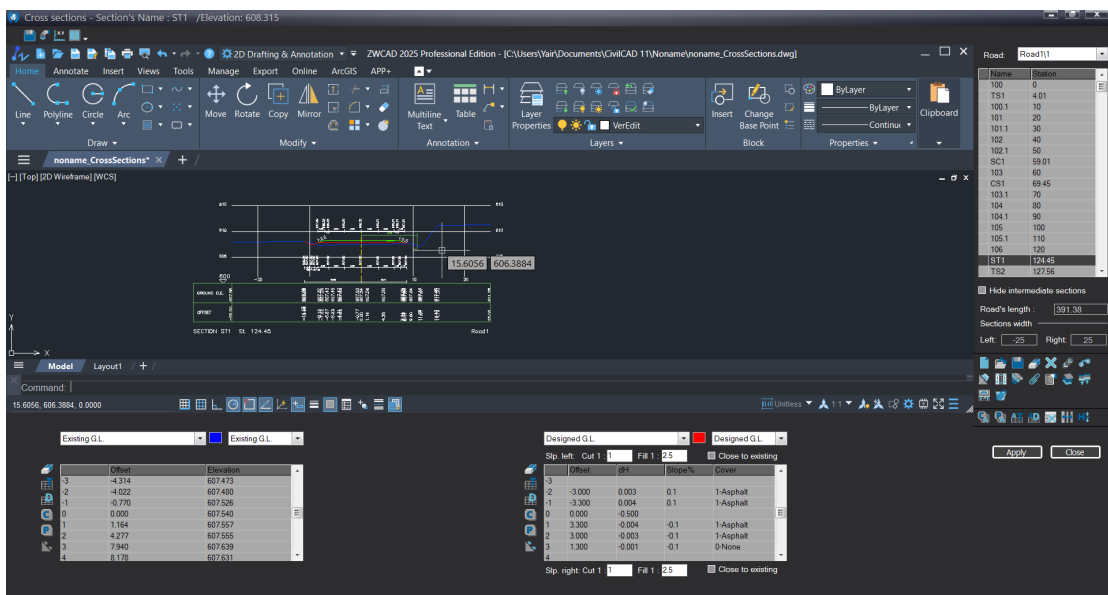 Cross sections - Section's Name : ST1 /Elevation: 608.315
2D Drafting & Annotation
ZWCAD 2025 Professional Edition - [C:\Users\Yair\Documents\CivilCAD 11\Noname\noname_CrossSections.dwg]
Home Annotate Insert Views Tools Manage Export Online ArcGIS APP+
Line Polyline Circle Arc
Move Rotate Copy Mirror
Multiline Text Table
Layer Properties
VerEdit
Insert Change Base Point
ByLayer
ByLayer
Continuc
Clipboard
Draw Modify Annotation Layers Block Properties
noname_CrossSections*
[-] [Top] [2D Wireframe] [WCS]
615 615
610 610
605
600
-20 10 20
15.6056 606.3884
GROUND ELE.
OFFSET
SECTION ST1 St. 124.45 Road1
Y
X
Model Layout1
Command:
15.6056, 606.3884, 0.0000
Unitless 1:1
Existing G.L. Existing G.L.
Offset Elevation
-3 -4.314 607.473
-2 -4.022 607.480
-1 -0.770 607.526
0 0.000 607.540
1 1.164 607.557
2 4.277 607.555
3 7.940 607.639
4 8.178 607.631
Designed G.L. Designed G.L.
Slp. left: Cut 1 : 1 Fill 1 : 2.5 Close to existing
Offset dH Slope% Cover
-3
-2 -3.000 0.003 0.1 1-Asphalt
-1 -3.300 0.004 0.1 1-Asphalt
0 0.000 -0.500
1 3.300 -0.004 -0.1 1-Asphalt
2 3.000 -0.003 -0.1 1-Asphalt
3 1.300 -0.001 -0.1 0-None
4
Slp. right: Cut 1 : 1 Fill 1 : 2.5 Close to existing
Road: Road1\1
Name Station
100 0
TS1 4.01
100.1 10
101 20
101.1 30
102 40
102.1 50
SC1 59.01
103 60
CS1 69.45
103.1 70
104 80
104.1 90
105 100
105.1 110
106 120
ST1 124.45
TS2 127.56
Hide intermediate sections
Road's length : 391.38
Sections width
Left: -25 Right: 25
Apply Close